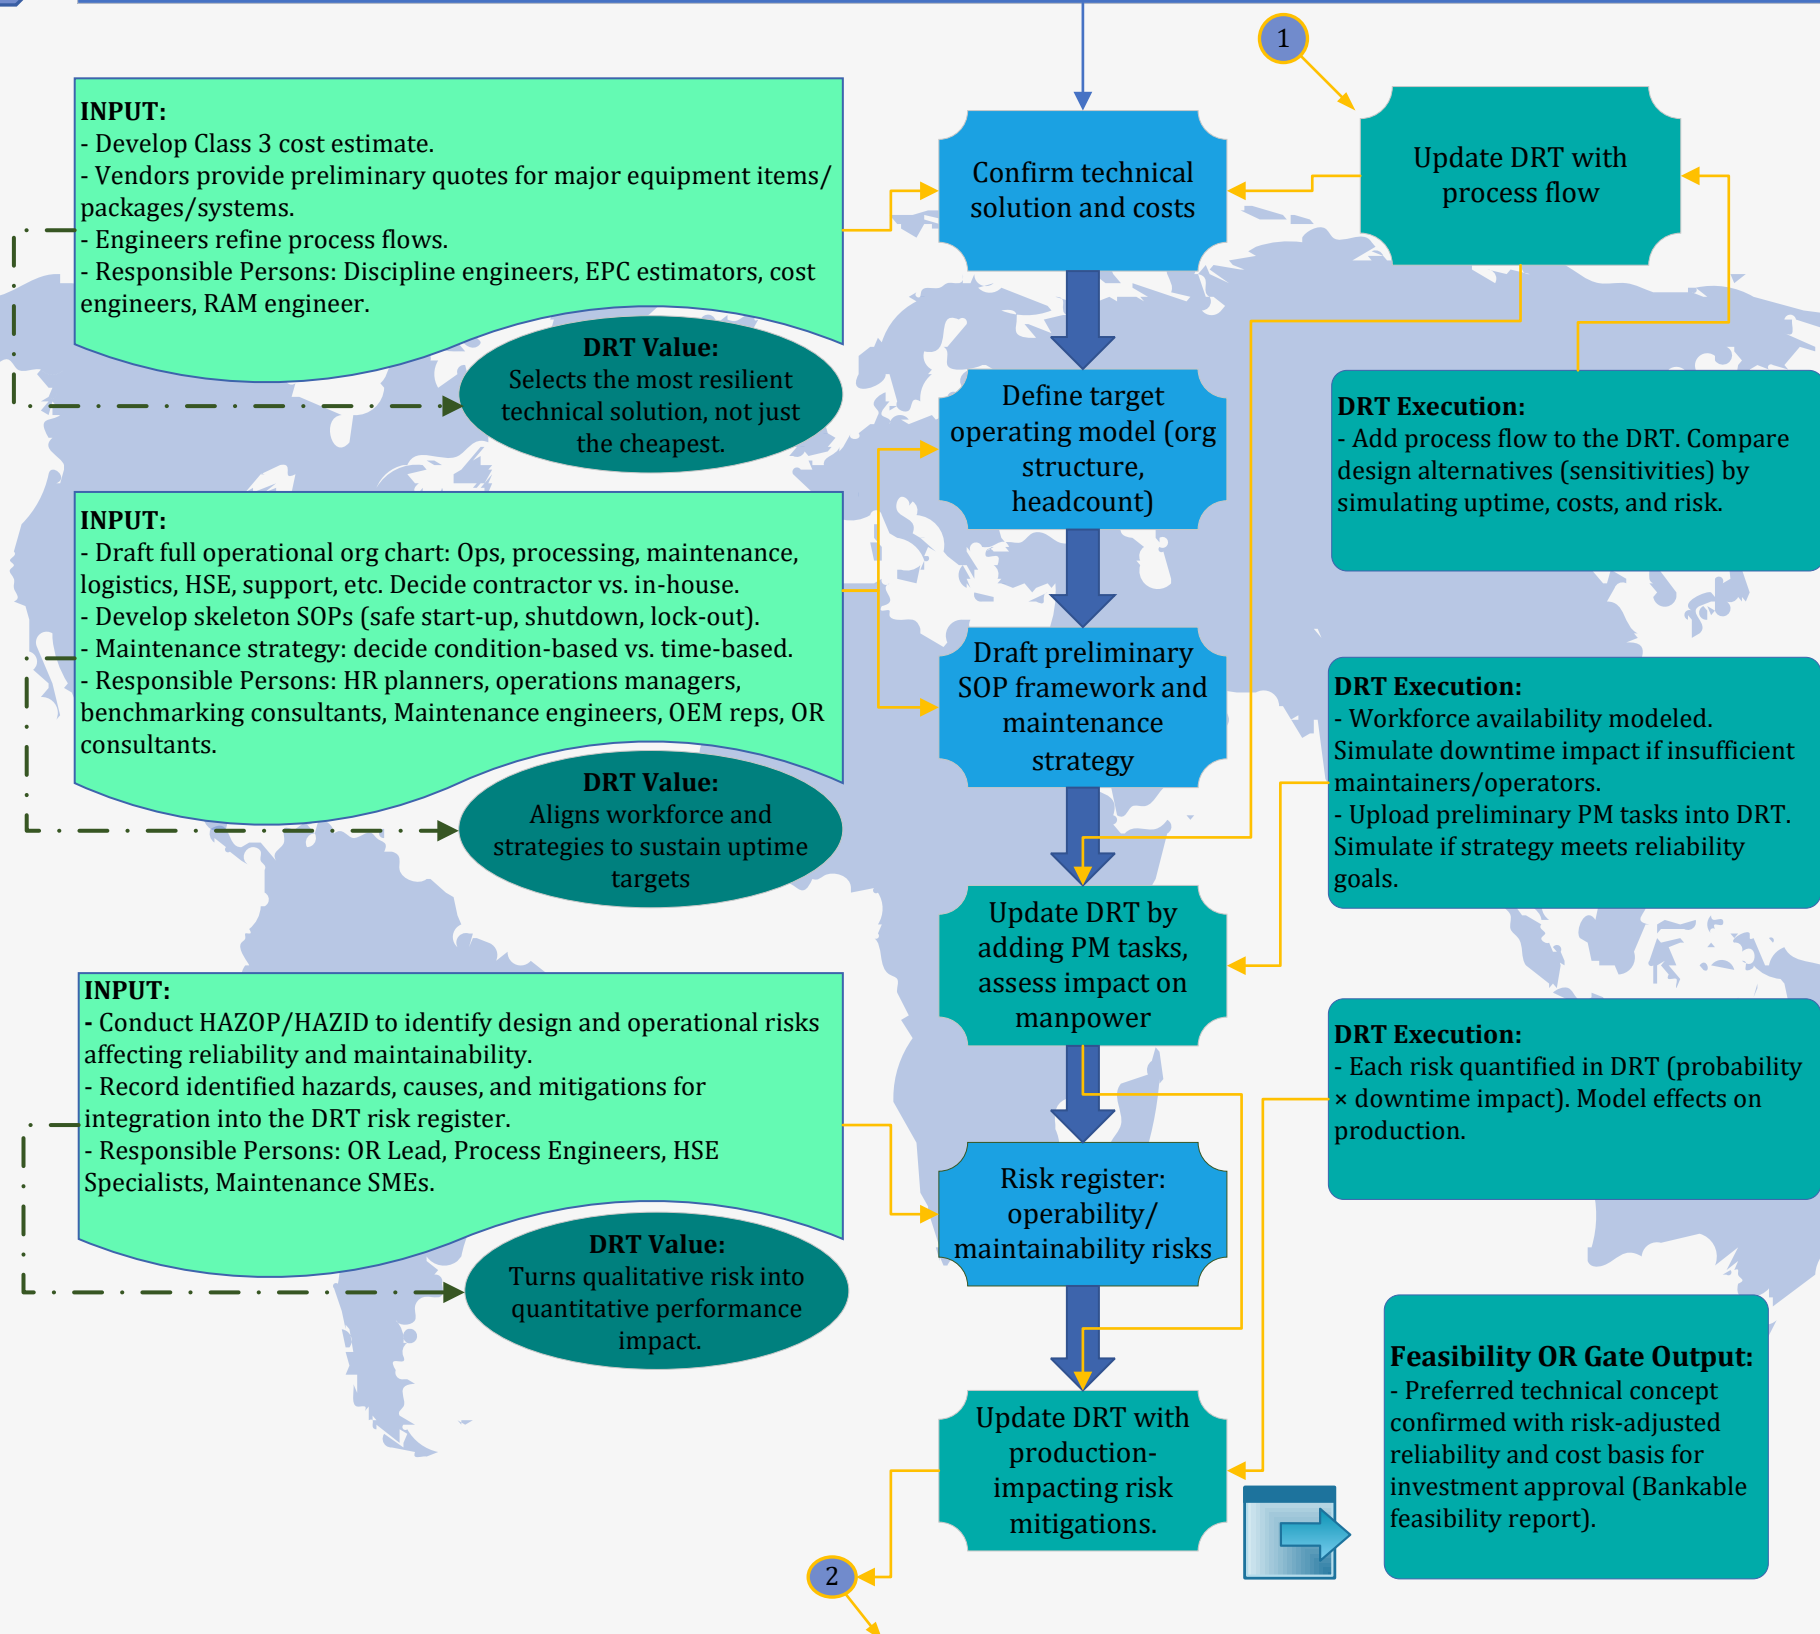 1
INPUT:
- Develop Class 3 cost estimate.
- Vendors provide preliminary quotes for major equipment items/
packages/systems.
- Engineers refine process flows.
- Responsible Persons: Discipline engineers, EPC estimators, cost
engineers, RAM engineer.
DRT Value:
Selects the most resilient
technical solution, not just
the cheapest.
Confirm technical
solution and costs
Update DRT with
process flow
Define target
operating model (org
structure,
headcount)
DRT Execution:
- Add process flow to the DRT. Compare
design alternatives (sensitivities) by
simulating uptime, costs, and risk.
INPUT:
- Draft full operational org chart: Ops, processing, maintenance,
logistics, HSE, support, etc. Decide contractor vs. in-house.
- Develop skeleton SOPs (safe start-up, shutdown, lock-out).
- Maintenance strategy: decide condition-based vs. time-based.
- Responsible Persons: HR planners, operations managers,
benchmarking consultants, Maintenance engineers, OEM reps, OR
consultants.
DRT Value:
Aligns workforce and
strategies to sustain uptime
targets
Draft preliminary
SOP framework and
maintenance
strategy
DRT Execution:
- Workforce availability modeled.
Simulate downtime impact if insufficient
maintainers/operators.
- Upload preliminary PM tasks into DRT.
Simulate if strategy meets reliability
goals.
Update DRT by
adding PM tasks,
assess impact on
manpower
INPUT:
- Conduct HAZOP/HAZID to identify design and operational risks
affecting reliability and maintainability.
- Record identified hazards, causes, and mitigations for
integration into the DRT risk register.
- Responsible Persons: OR Lead, Process Engineers, HSE
Specialists, Maintenance SMEs.
DRT Value:
Turns qualitative risk into
quantitative performance
impact.
Risk register:
operability/
maintainability risks
DRT Execution:
- Each risk quantified in DRT (probability
× downtime impact). Model effects on
production.
Update DRT with
production-
impacting risk
mitigations.
Feasibility OR Gate Output:
- Preferred technical concept
confirmed with risk-adjusted
reliability and cost basis for
investment approval (Bankable
feasibility report).
2